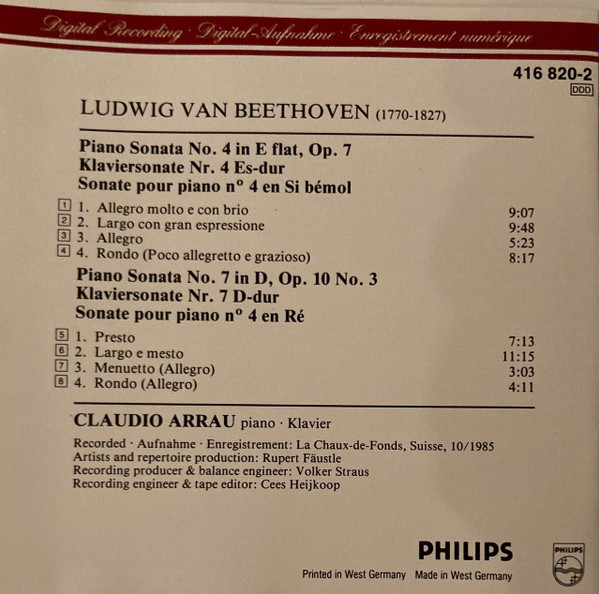 Digital Recording · Digital-Aufnahme · Enregistrement numérique
416 820-2
DDD
LUDWIG VAN BEETHOVEN (1770-1827)
Piano Sonata No. 4 in E flat, Op. 7
Klaviersonate Nr. 4 Es-dur
Sonate pour piano nº 4 en Si bémol
1 1. Allegro molto e con brio 9:07
2 2. Largo con gran espressione 9:48
3 3. Allegro 5:23
4 4. Rondo (Poco allegretto e grazioso) 8:17
Piano Sonata No. 7 in D, Op. 10 No. 3
Klaviersonate Nr. 7 D-dur
Sonate pour piano nº 4 en Ré
5 1. Presto 7:13
6 2. Largo e mesto 11:15
7 3. Menuetto (Allegro) 3:03
8 4. Rondo (Allegro) 4:11
CLAUDIO ARRAU piano · Klavier
Recorded · Aufnahme · Enregistrement: La Chaux-de-Fonds, Suisse, 10/1985
Artists and repertoire production: Rupert Fäustle
Recording producer & balance engineer: Volker Straus
Recording engineer & tape editor: Cees Heijkoop
PHILIPS
PHILIPS
Printed in West Germany Made in West Germany